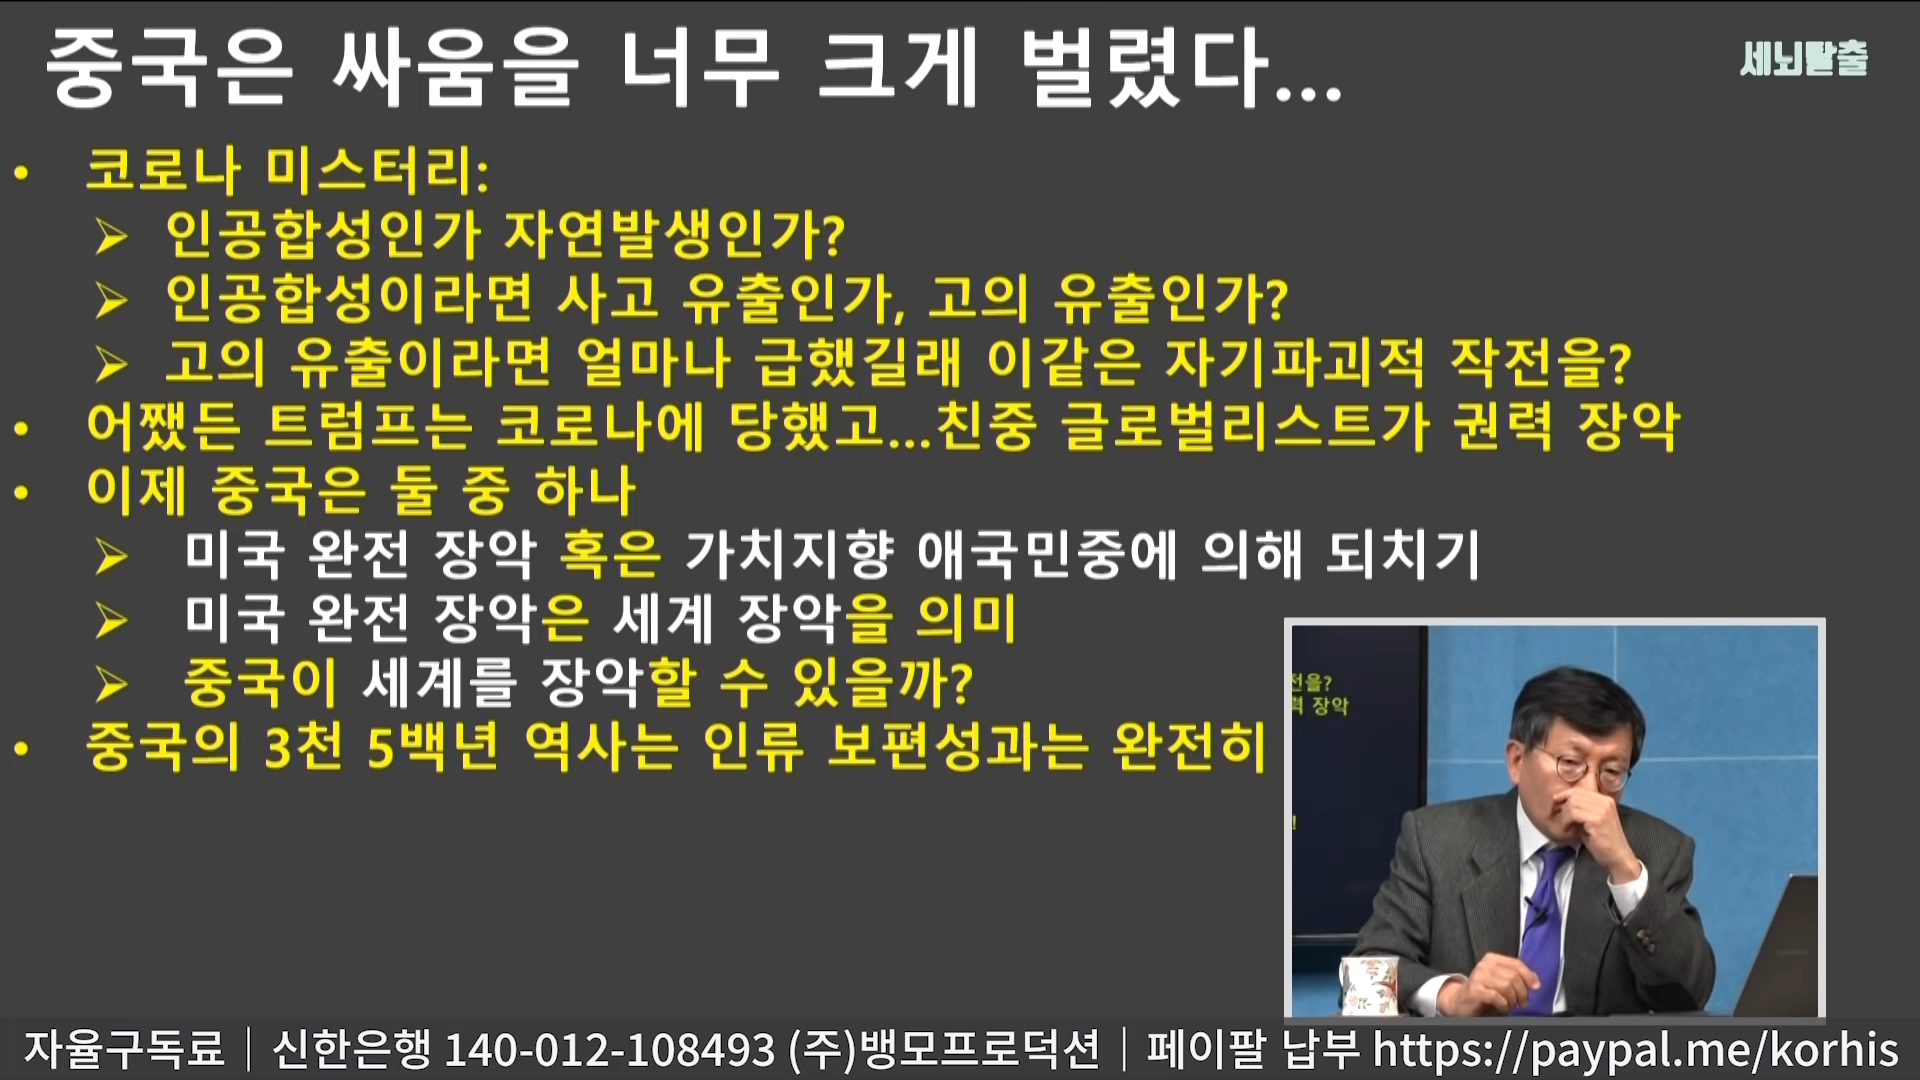 중국은 싸움을 너무 크게 벌렸다...
세뇌탈출
• 코로나 미스터리:
➢ 인공합성인가 자연발생인가?
➢ 인공합성이라면 사고 유출인가, 고의 유출인가?
➢ 고의 유출이라면 얼마나 급했길래 이같은 자기파괴적 작전을?
• 어쨌든 트럼프는 코로나에 당했고...친중 글로벌리스트가 권력 장악
• 이제 중국은 둘 중 하나
➢ 미국 완전 장악 혹은 가치지향 애국민중에 의해 되치기
➢ 미국 완전 장악은 세계 장악을 의미
➢ 중국이 세계를 장악할 수 있을까?
• 중국의 3천 5백년 역사는 인류 보편성과는 완전히
전을?
력 장악
자율구독료｜신한은행 140-012-108493 (주)뱅모프로덕션｜페이팔 납부 https://paypal.me/korhis